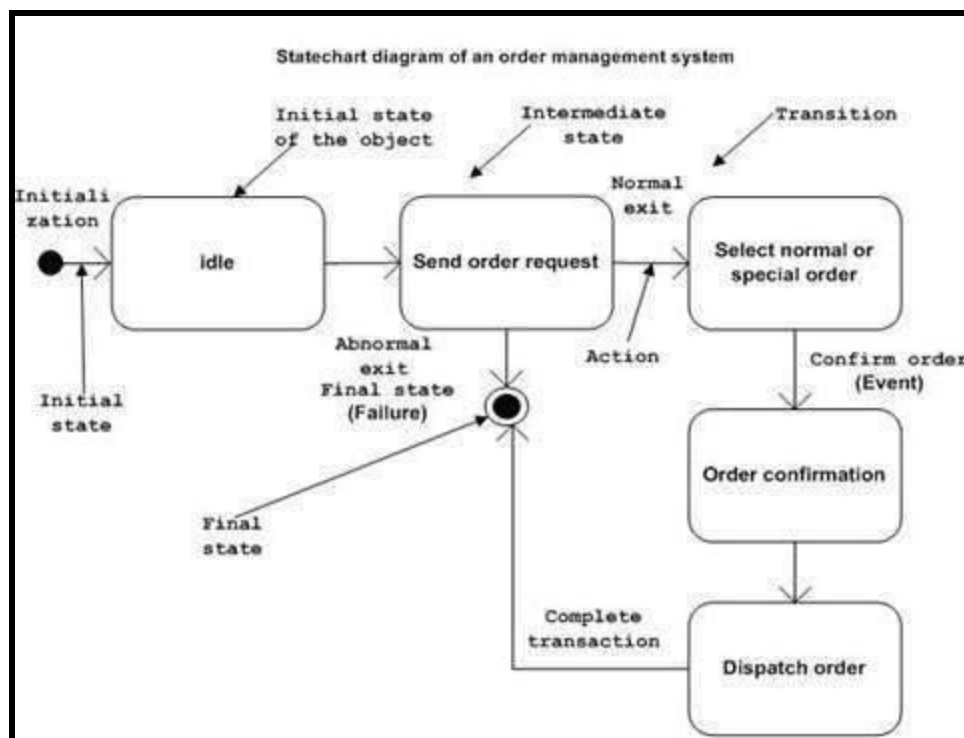 Statechart diagram of an order management system
Initial state
of the object
Intermediate
state
Transition
Initiali
zation
Normal
exit
idle
Send order request
Select normal or
special order
Abnormal
exit
Final state
(Failure)
Action
Confirm order
(Event)
Initial
state
Order confirmation
Final
state
Complete
transaction
Dispatch order